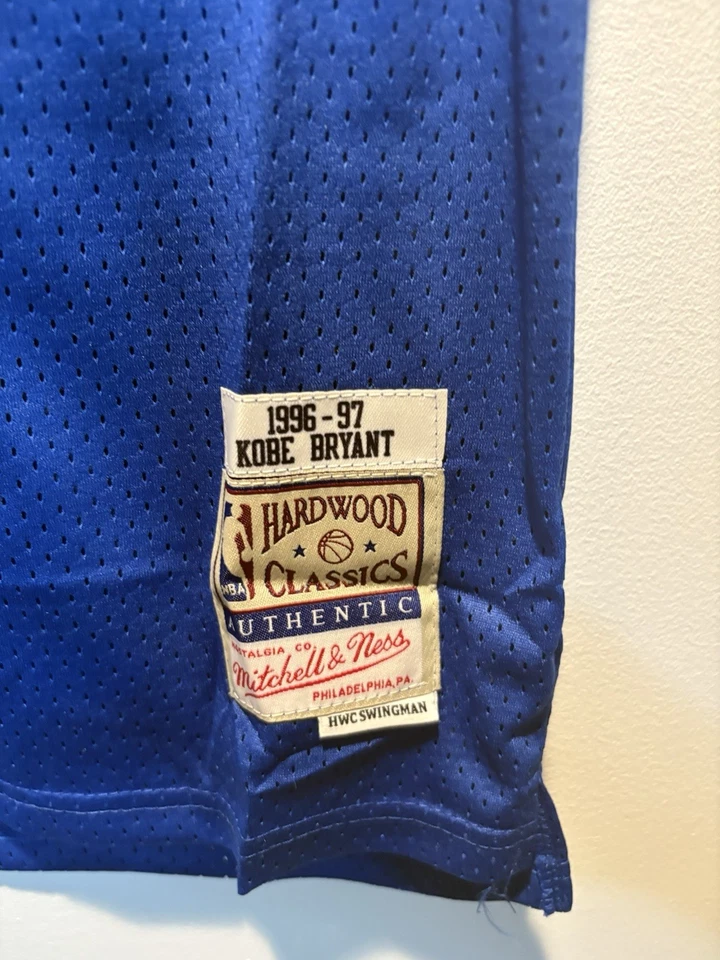 1996-97
KOBE BRYANT
HARDWOOD
CLASSICS
NBA
AUTHENTIC
NOSTALGIA CO.
Mitchell & Ness
PHILADELPHIA, PA.
HWC SWINGMAN